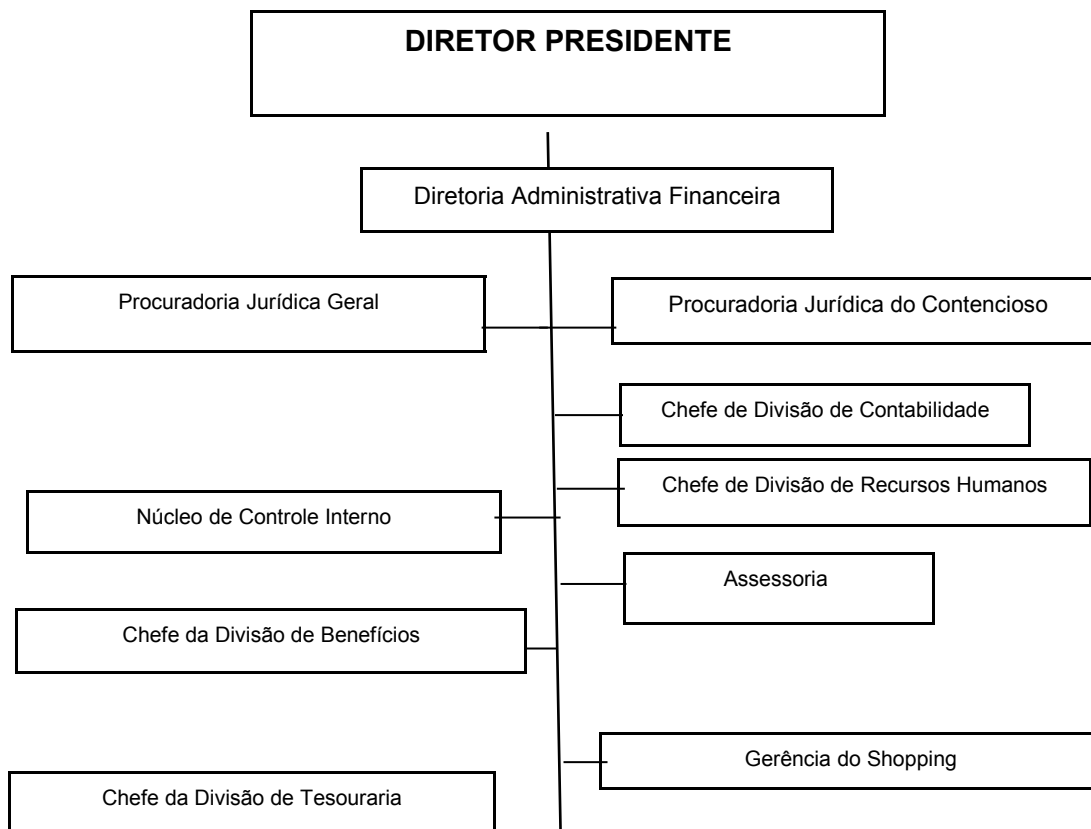 DIRETOR PRESIDENTE
Diretoria Administrativa Financeira
Procuradoria Jurídica Geral
Procuradoria Jurídica do Contencioso
Chefe de Divisão de Contabilidade
Chefe de Divisão de Recursos Humanos
Núcleo de Controle Interno
Assessoria
Chefe da Divisão de Benefícios
Gerência do Shopping
Chefe da Divisão de Tesouraria